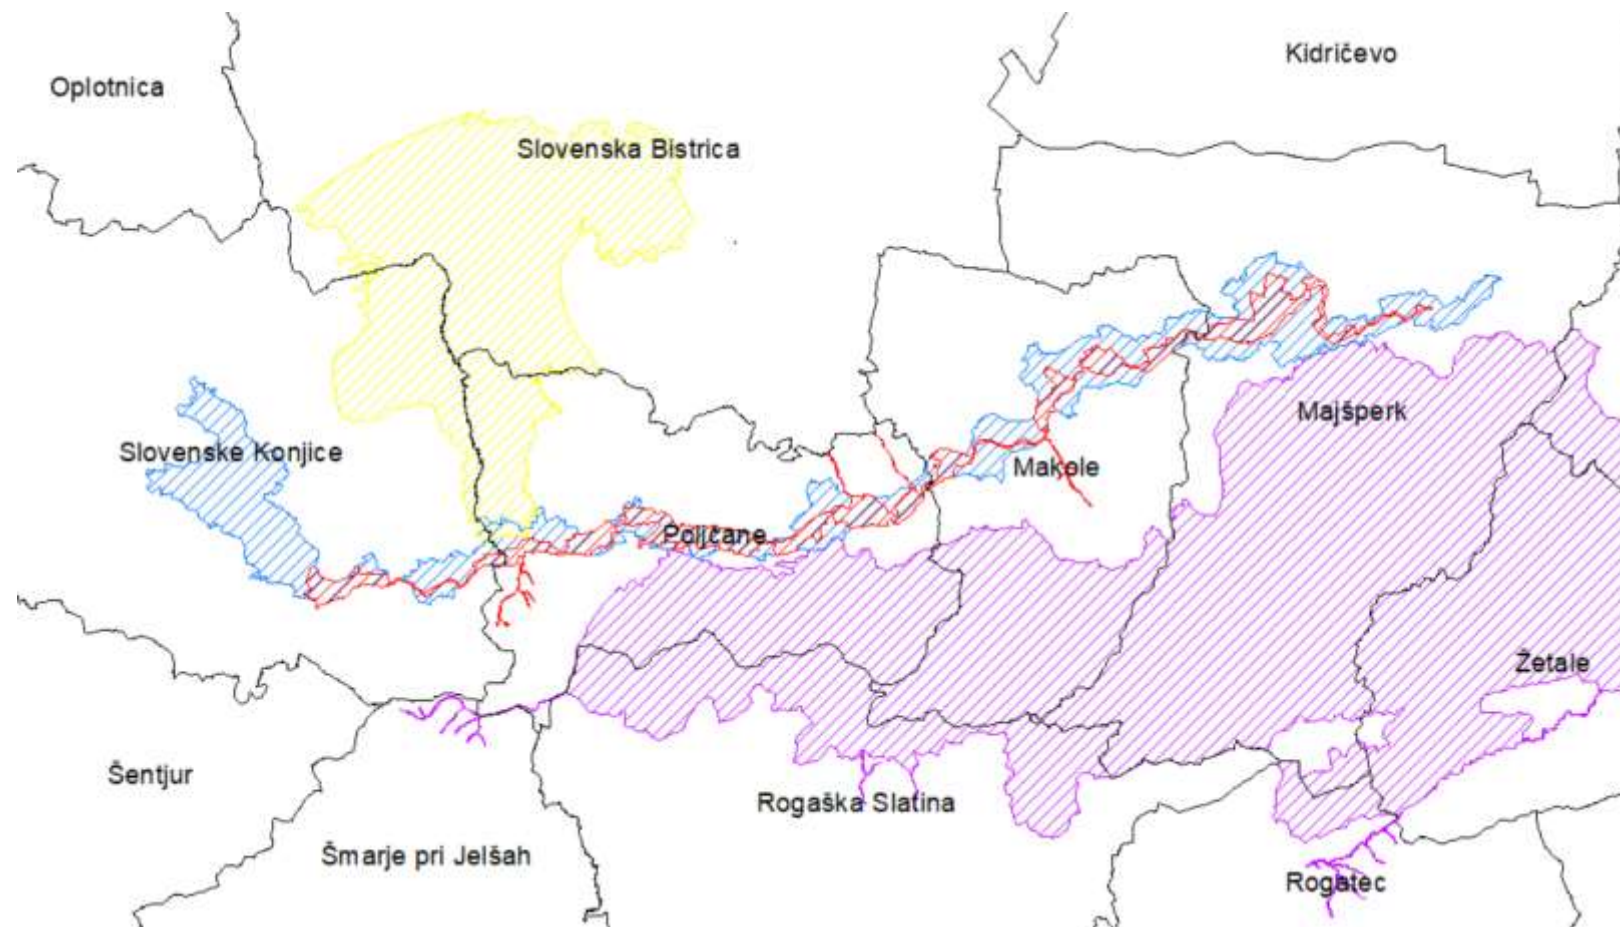 Kidričevo
Oplotnica
Slovenska Bistrica
Majšperk
Slovenske Konjice
Makole
Poljčane
Žetale
Šentjur
Rogaška Slatina
Šmarje pri Jelšah
Rogatec